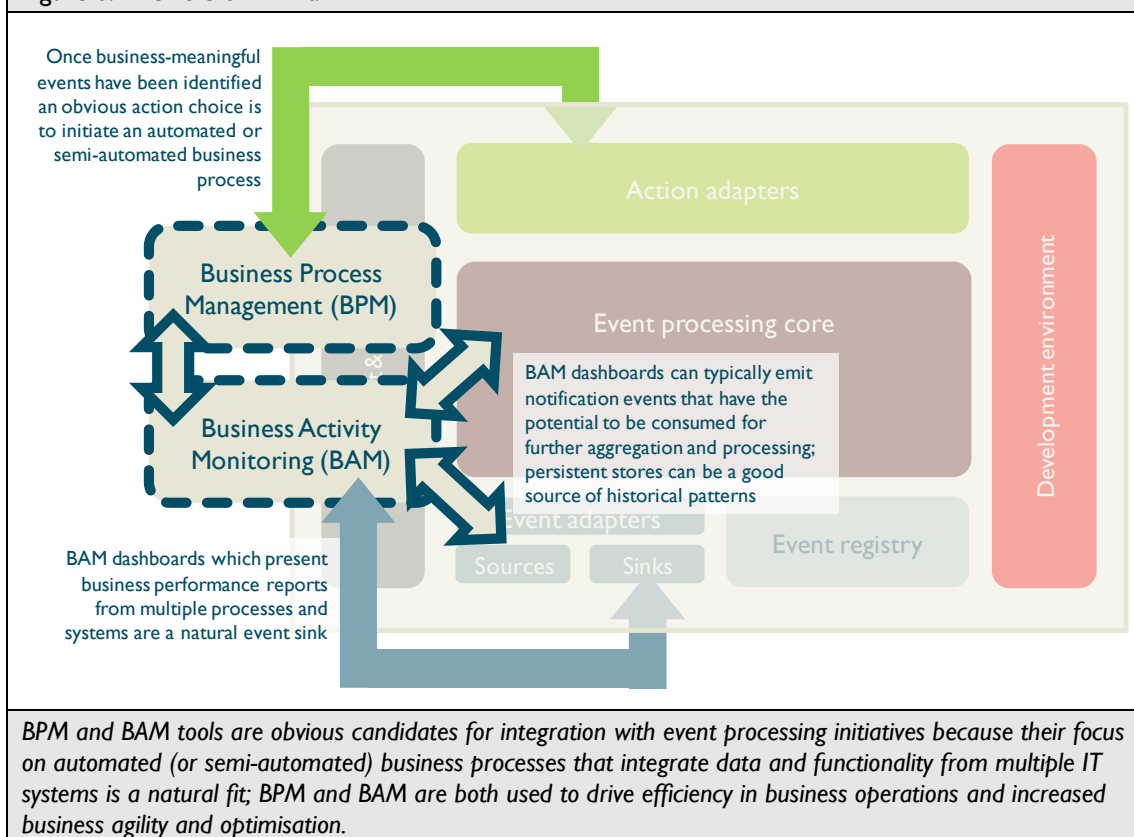 Once business-meaningful
events have been identified
an obvious action choice is
to initiate an automated or
semi-automated business
process
Action adapters
Business Process
Management (BPM)
Event processing core
Development environment
&
BAM dashboards can typically emit
notification events that have the
potential to be consumed for
further aggregation and processing;
persistent stores can be a good
source of historical patterns
Business Activity
Monitoring (BAM)
Event adapters
Sources
Sinks
Event registry
BAM dashboards which present
business performance reports
from multiple processes and
systems are a natural event sink
BPM and BAM tools are obvious candidates for integration with event processing initiatives because their focus
on automated (or semi-automated) business processes that integrate data and functionality from multiple IT
systems is a natural fit; BPM and BAM are both used to drive efficiency in business operations and increased
business agility and optimisation.